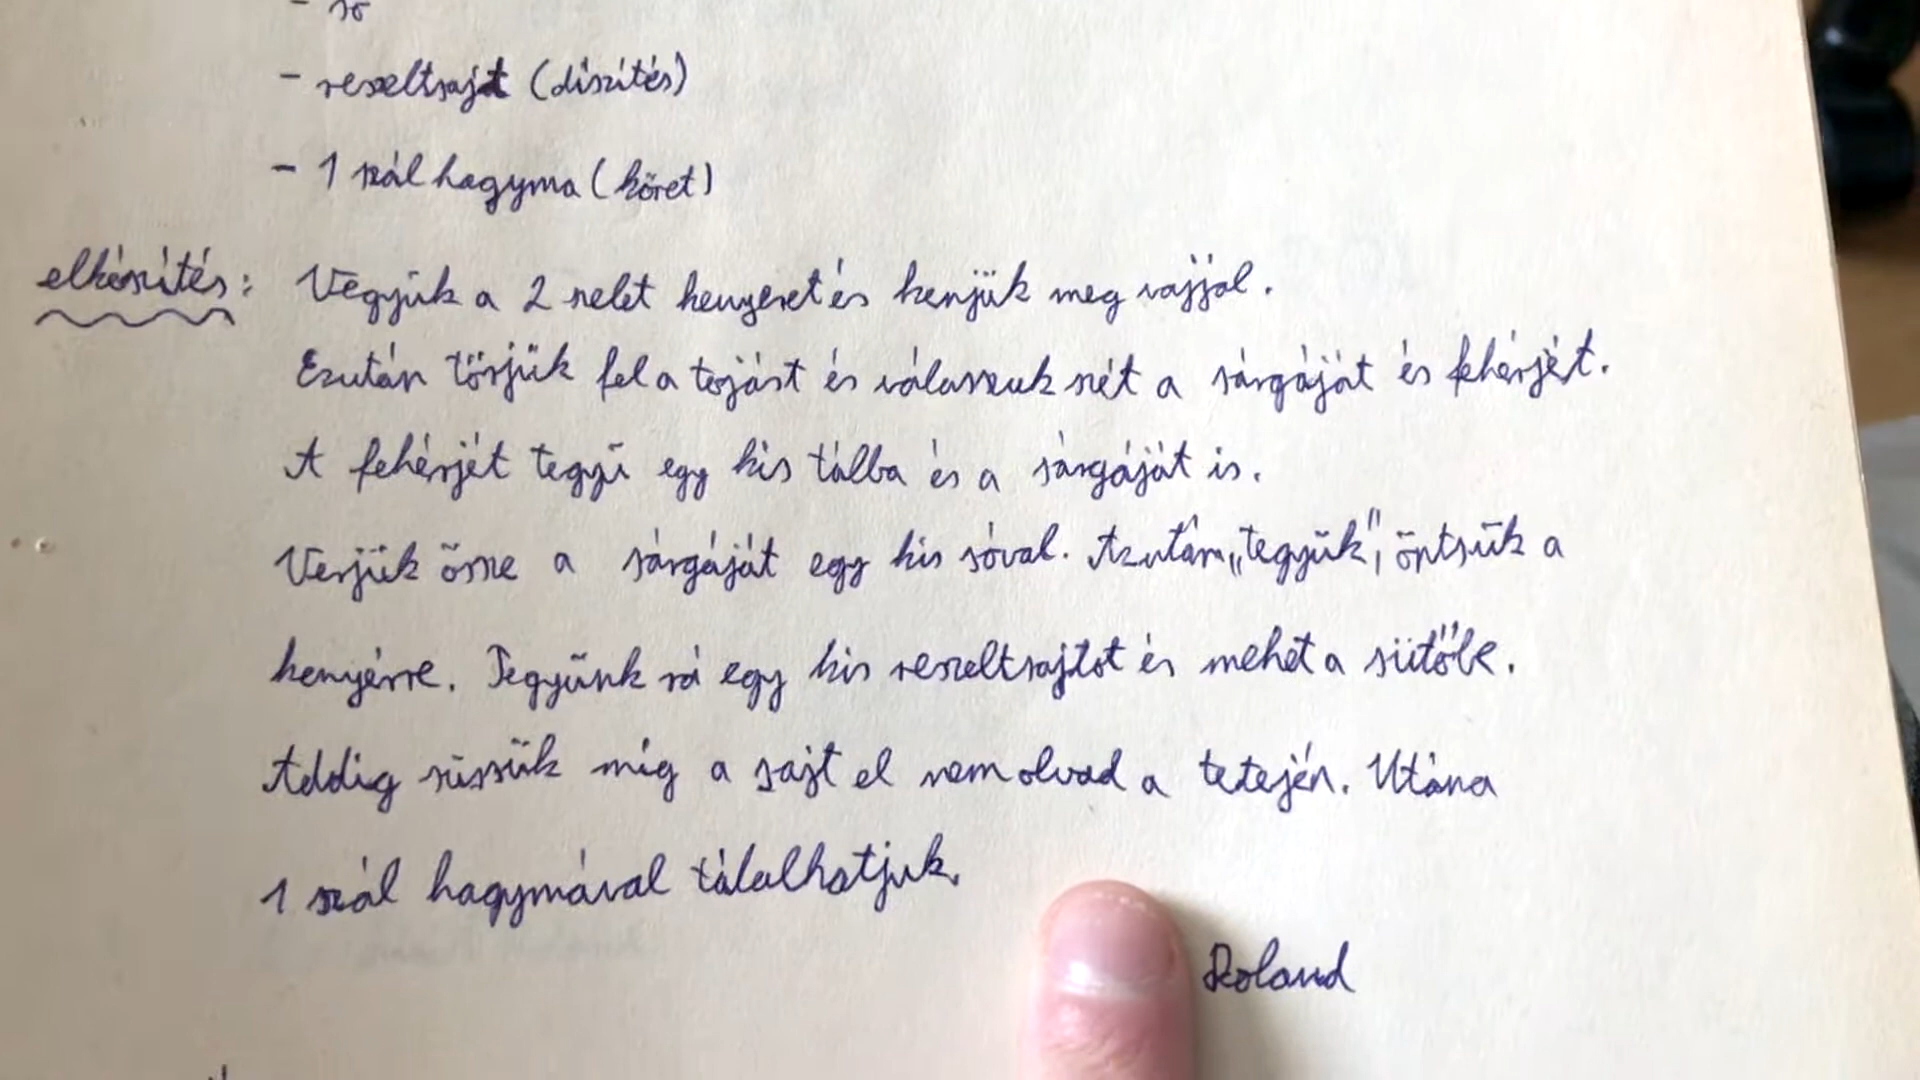 - só
- reszeltsajt (díszítés)
- 1 szál hagyma (köret)
elkészítés: Vegyük a 2 szelet kenyeret és kenjük meg vajjal.
Ezután törjük fel a tojást és válasszuk szét a sárgáját és fehérjét.
A fehérjét tegyü egy kis tálba és a sárgáját is.
Verjük össze a sárgáját egy kis sóval. Azután „tegyük", öntsük a
kenyérre. Tegyünk rá egy kis reszeltsajtot és mehet a sütőbe.
Addig süssük míg a sajt el nem olvad a tetején. Utána
1 szál hagymával tálalhatjuk.
Roland